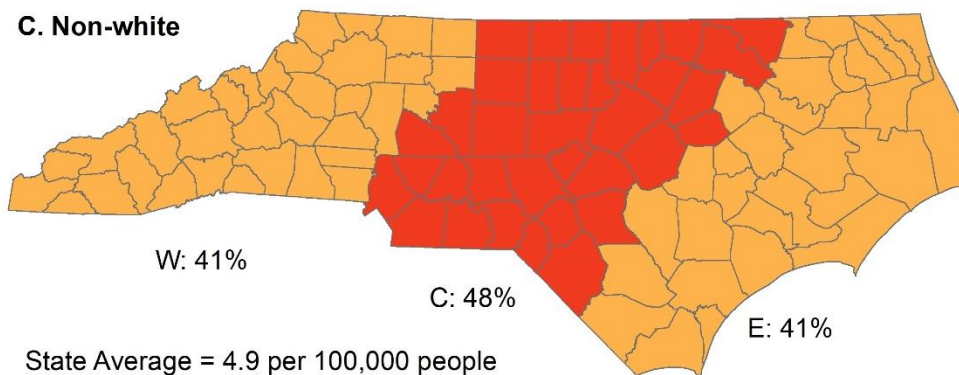 C. Non-white
W: 41%
C: 48%
E: 41%
State Average = 4.9 per 100,000 people